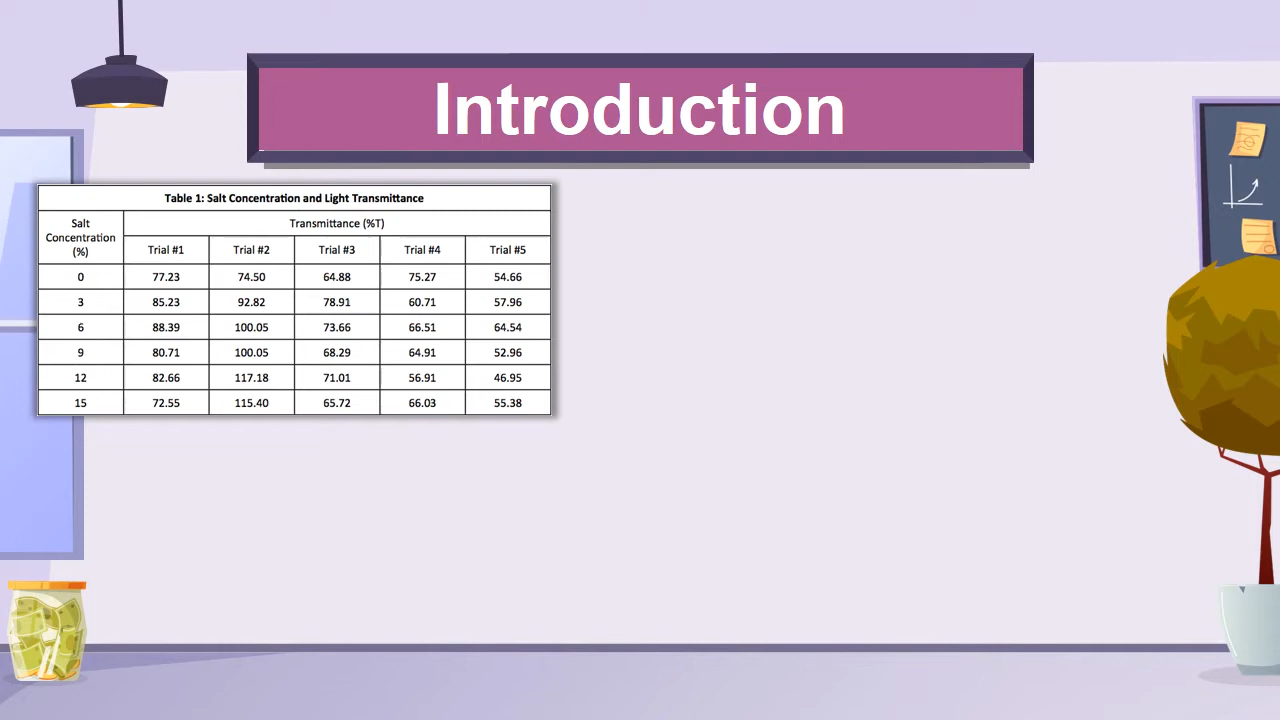 Introduction
Table 1: Salt Concentration and Light Transmittance
Salt Concentration (%) Transmittance (%T)
Trial #1 Trial #2 Trial #3 Trial #4 Trial #5
0 77.23 74.50 64.88 75.27 54.66
3 85.23 92.82 78.91 60.71 57.96
6 88.39 100.05 73.66 66.51 64.54
9 80.71 100.05 68.29 64.91 52.96
12 82.66 117.18 71.01 56.91 46.95
15 72.55 115.40 65.72 66.03 55.38